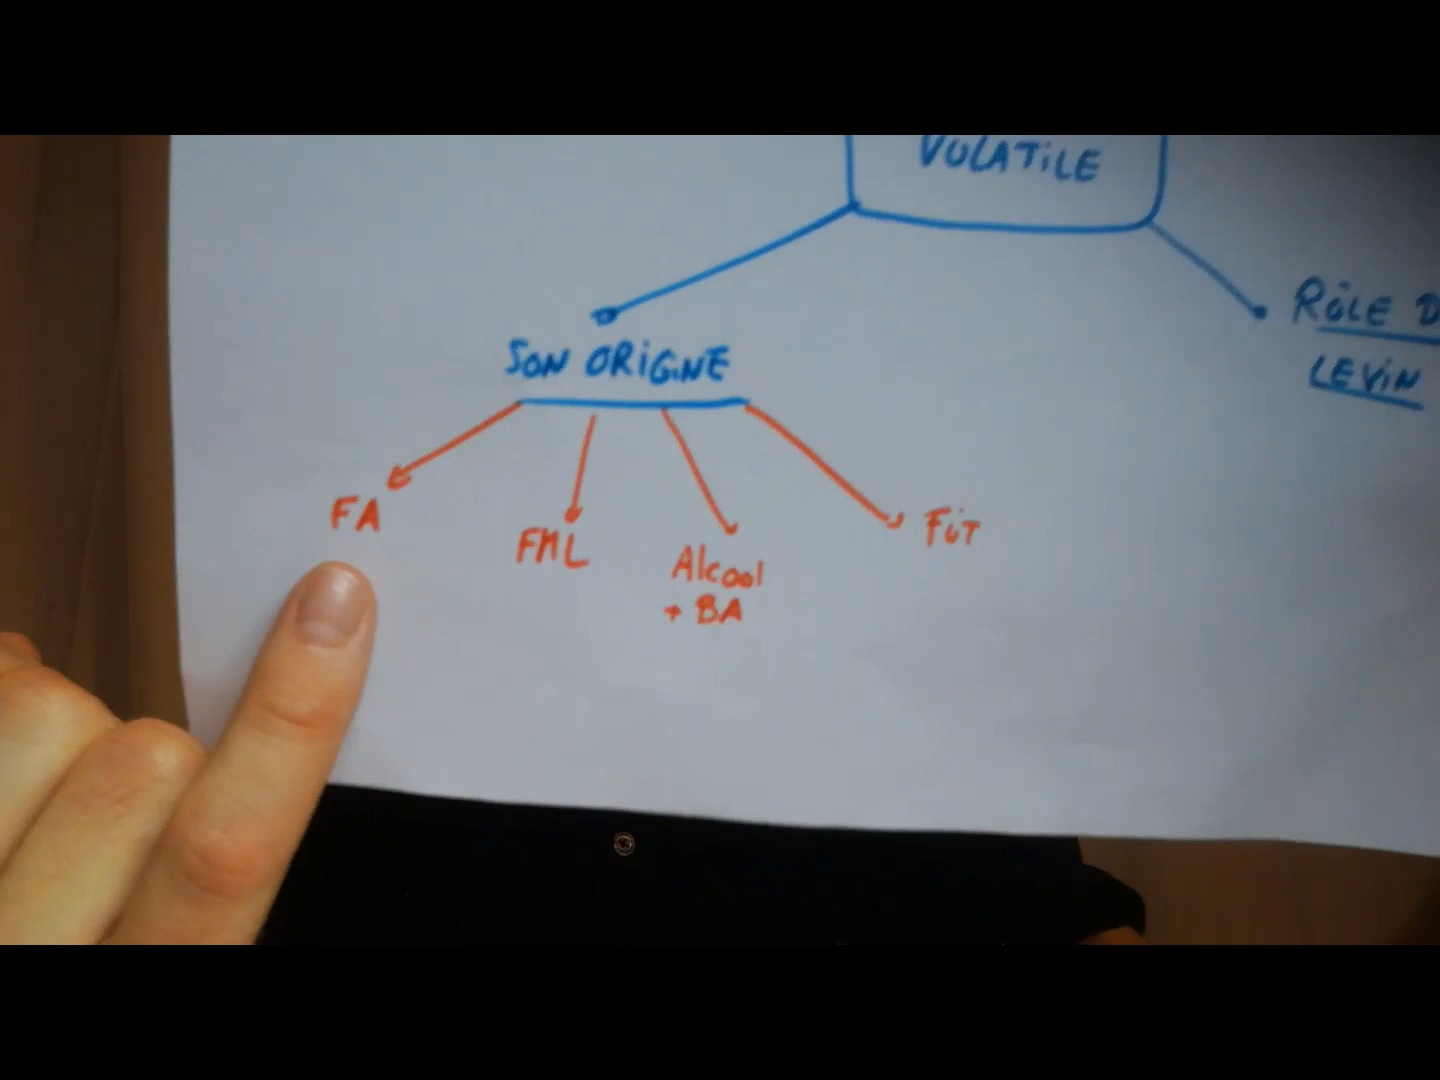 VOLATILE
SON ORIGINE
RÔLE D
LEVIN
FA
FML
Alcool
+ BA
FûT